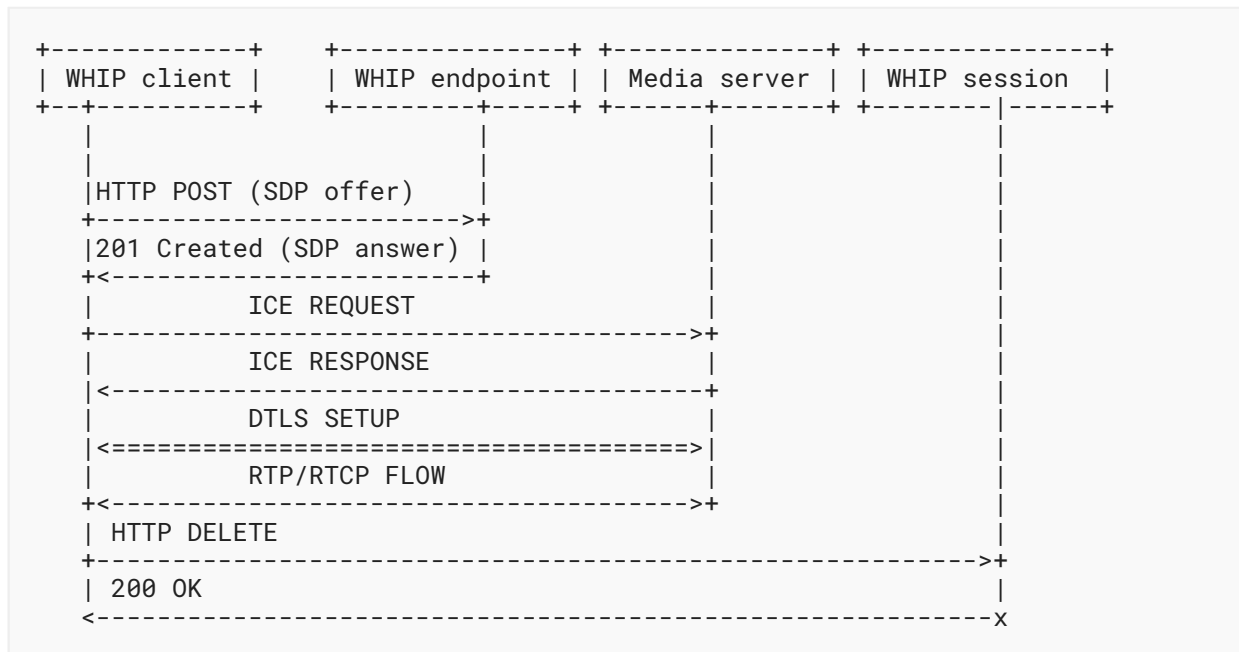 +-------------+    +---------------+ +--------------+ +---------------+
| WHIP client |    | WHIP endpoint | | Media server | | WHIP session  |
+--+----------+    +---------+-----+ +------+-------+ +--------|------+
   |                         |              |                  |
   |                         |              |                  |
   |HTTP POST (SDP offer)    |              |                  |
   +------------------------>+              |                  |
   |201 Created (SDP answer) |              |                  |
   +<------------------------+              |                  |
   |          ICE REQUEST                   |                  |
   +--------------------------------------->+                  |
   |          ICE RESPONSE                  |                  |
   |<---------------------------------------+                  |
   |          DTLS SETUP                    |                  |
   |<======================================>|                  |
   |          RTP/RTCP FLOW                 |                  |
   +<-------------------------------------->+                  |
   | HTTP DELETE                                               |
   +---------------------------------------------------------->+
   | 200 OK                                                    |
   <-----------------------------------------------------------x